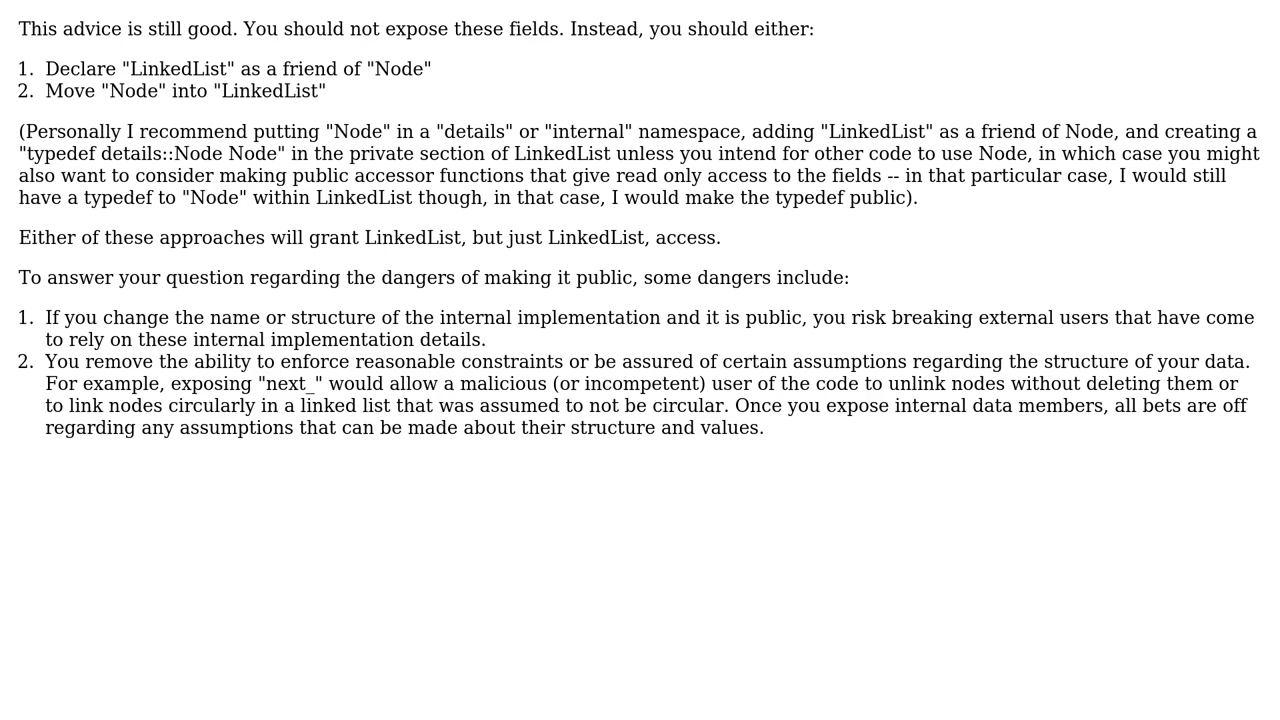 This advice is still good. You should not expose these fields. Instead, you should either:
1. Declare "LinkedList" as a friend of "Node"
2. Move "Node" into "LinkedList"
(Personally I recommend putting "Node" in a "details" or "internal" namespace, adding "LinkedList" as a friend of Node, and creating a
"typedef details::Node Node" in the private section of LinkedList unless you intend for other code to use Node, in which case you might
also want to consider making public accessor functions that give read only access to the fields -- in that particular case, I would still
have a typedef to "Node" within LinkedList though, in that case, I would make the typedef public).
Either of these approaches will grant LinkedList, but just LinkedList, access.
To answer your question regarding the dangers of making it public, some dangers include:
1. If you change the name or structure of the internal implementation and it is public, you risk breaking external users that have come
to rely on these internal implementation details.
2. You remove the ability to enforce reasonable constraints or be assured of certain assumptions regarding the structure of your data.
For example, exposing "next_" would allow a malicious (or incompetent) user of the code to unlink nodes without deleting them or
to link nodes circularly in a linked list that was assumed to not be circular. Once you expose internal data members, all bets are off
regarding any assumptions that can be made about their structure and values.